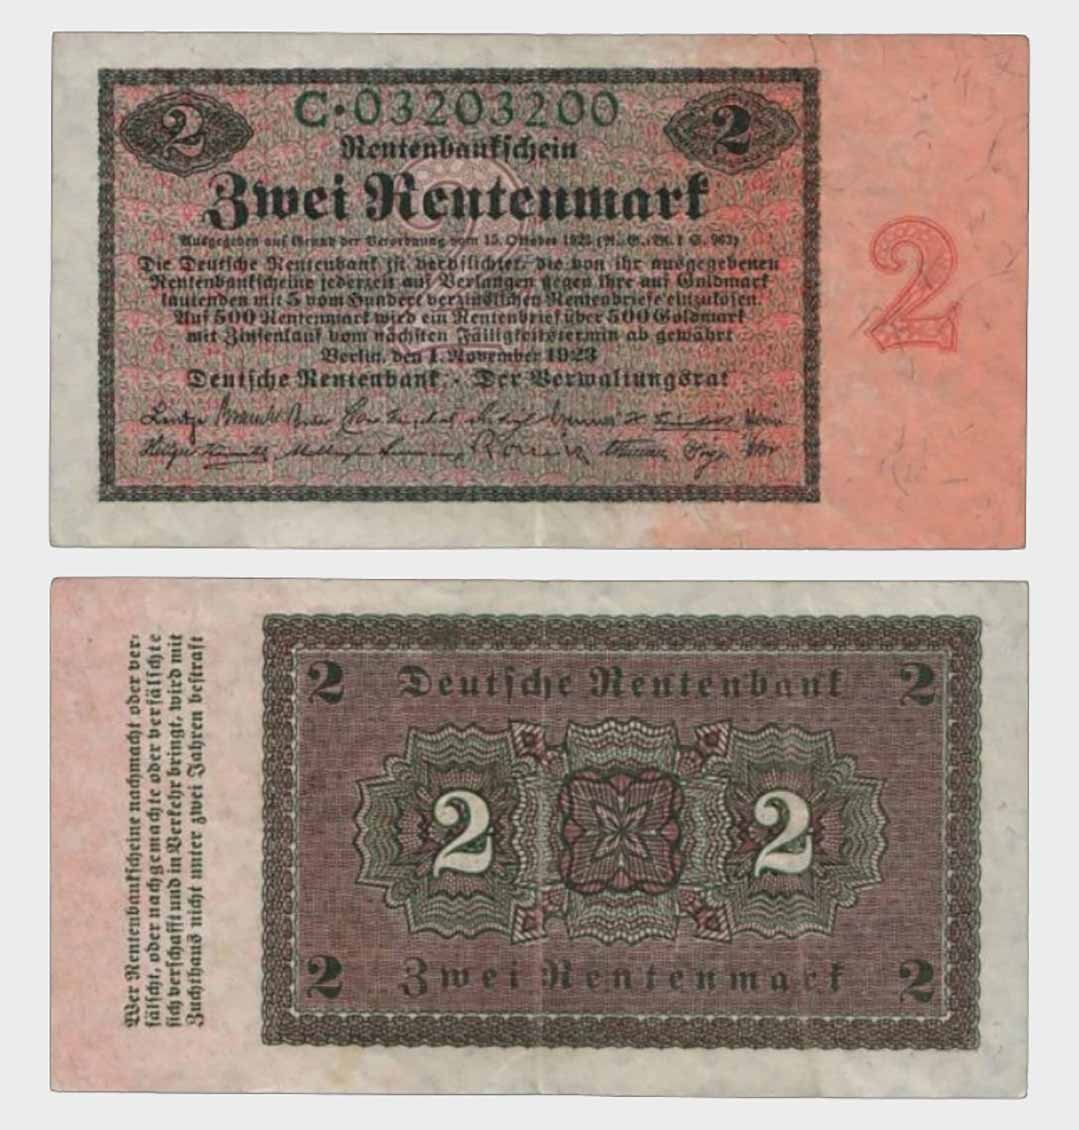 C·03203200
2 2
Rentenbankschein
Zwei Rentenmark
Ausgegeben auf Grund der Verordnung vom 15. Oktober 1923 (R. G. Bl. I S. 963)
Die Deutsche Rentenbank ist verpflichtet, die von ihr ausgegebenen
Rentenbankscheine jederzeit auf Verlangen gegen ihre auf Goldmark
lautenden mit 5 vom Hundert verzinslichen Rentenbriefe einzulösen.
Auf 500 Rentenmark wird ein Rentenbrief über 500 Goldmark
mit Zinsenlauf vom nächsten Fälligkeitstermin ab gewährt
Berlin, den 1. November 1923
Deutsche Rentenbank · Der Verwaltungsrat
2
Wer Rentenbankscheine nachmacht oder ver-
fälscht, oder nachgemachte oder verfälschte
sich verschafft und in Verkehr bringt, wird mit
Zuchthaus nicht unter zwei Jahren bestraft
2 Deutsche Rentenbank 2
2 2
2 Zwei Rentenmark 2